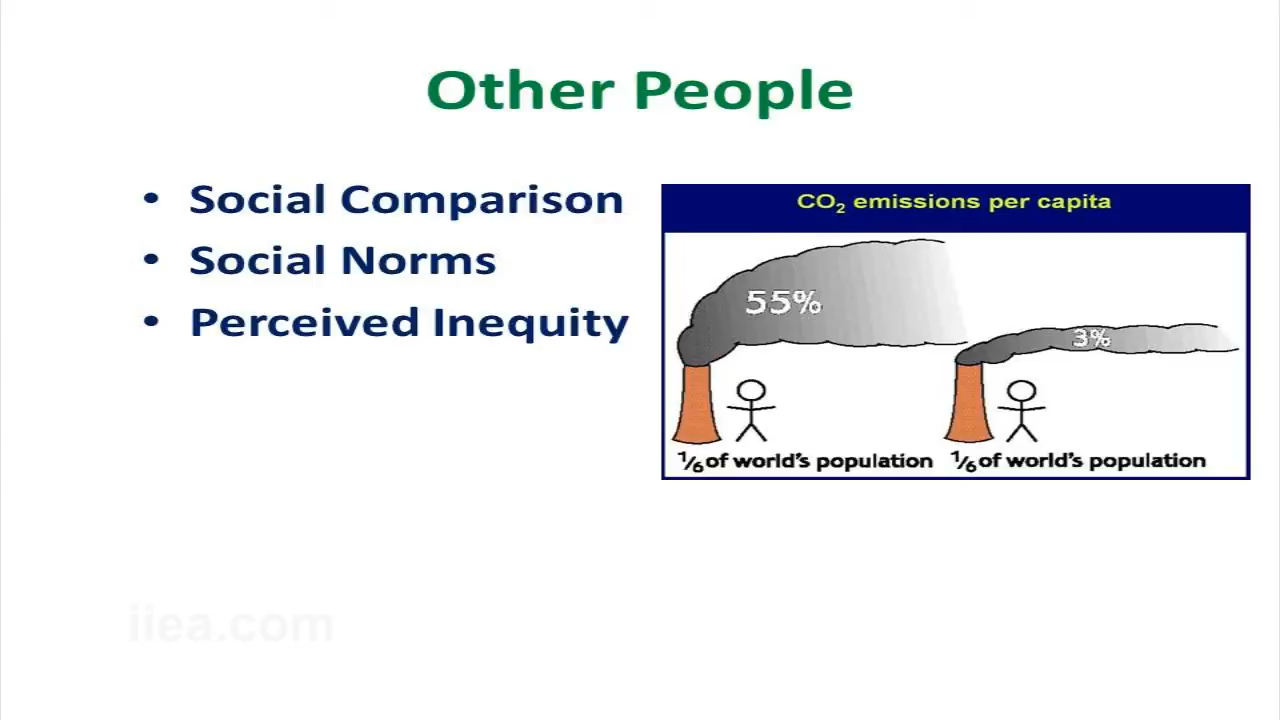 Other People
• Social Comparison
• Social Norms
• Perceived Inequity
CO₂ emissions per capita
55%
3%
⅙ of world's population
⅙ of world's population
iiea.com